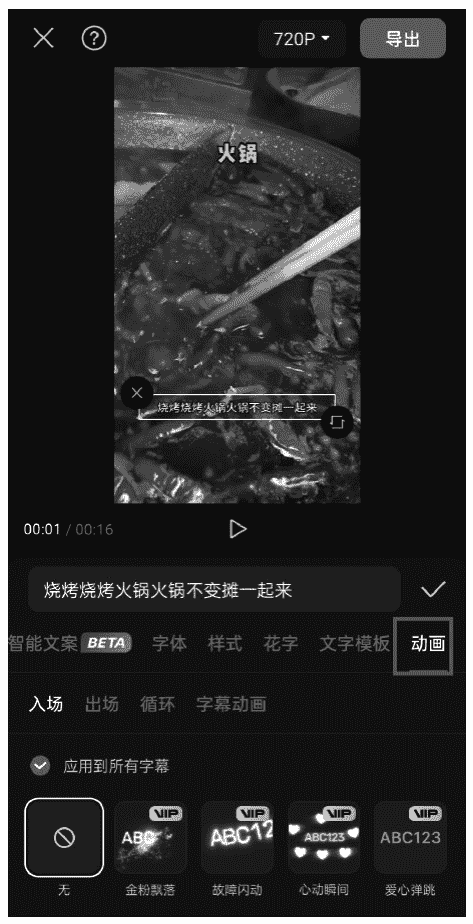 720P
导出
火锅
烧烤烧烤火锅火锅不变摊一起来
00:01 / 00:16
烧烤烧烤火锅火锅不变摊一起来
智能文案 BETA 字体 样式 花字 文字模板 动画
入场 出场 循环 字幕动画
应用到所有字幕
VIP VIP VIP VIP
ABC ABC12 ABC123 ABC123
无 金粉飘落 故障闪动 心动瞬间 爱心弹跳